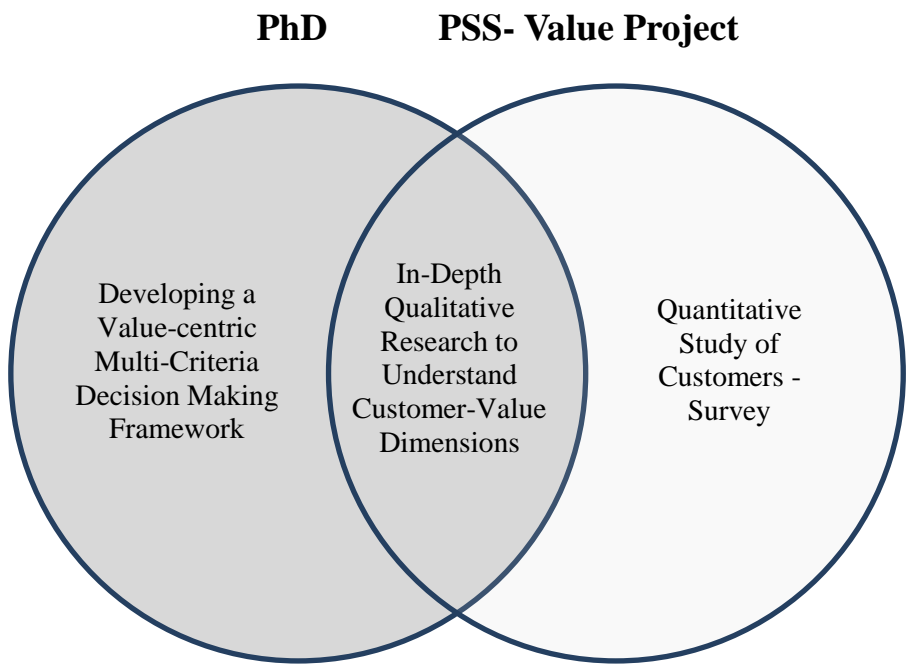 PhD
PSS- Value Project
Developing a
Value-centric
Multi-Criteria
Decision Making
Framework
In-Depth
Qualitative
Research to
Understand
Customer-Value
Dimensions
Quantitative
Study of
Customers -
Survey